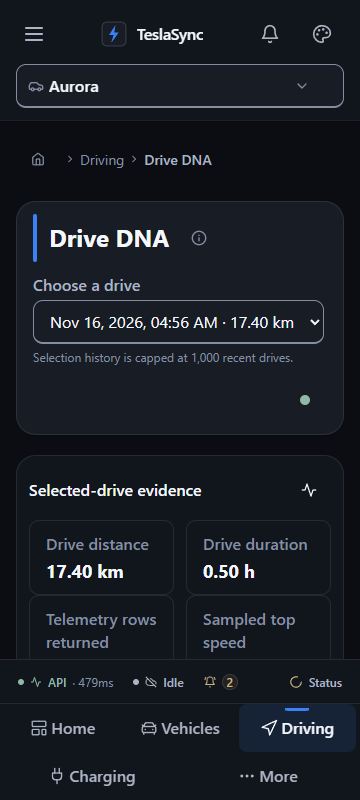 TeslaSync
Aurora
Driving
Drive DNA
Drive DNA
Choose a drive
Nov 16, 2026, 04:56 AM · 17.40 km
Selection history is capped at 1,000 recent drives.
Selected-drive evidence
Drive distance
17.40 km
Drive duration
0.50 h
Telemetry rows
returned
Sampled top
speed
API · 479ms
Idle
2
Status
Home
Vehicles
Driving
Charging
More